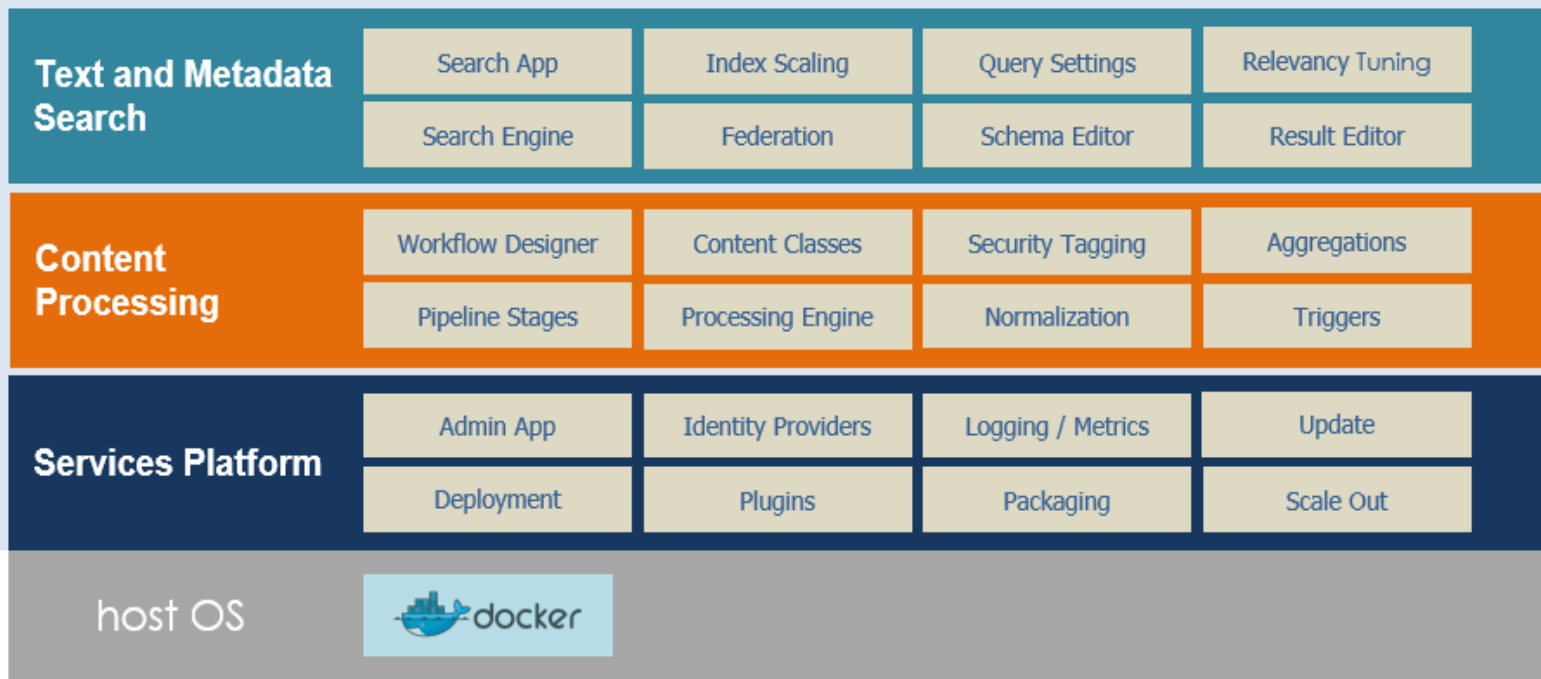 Text and Metadata
Search
Search App
Index Scaling
Query Settings
Relevancy Tuning
Search Engine
Federation
Schema Editor
Result Editor
Content
Processing
Workflow Designer
Content Classes
Security Tagging
Aggregations
Pipeline Stages
Processing Engine
Normalization
Triggers
Services Platform
Admin App
Identity Providers
Logging / Metrics
Update
Deployment
Plugins
Packaging
Scale Out
host OS
docker